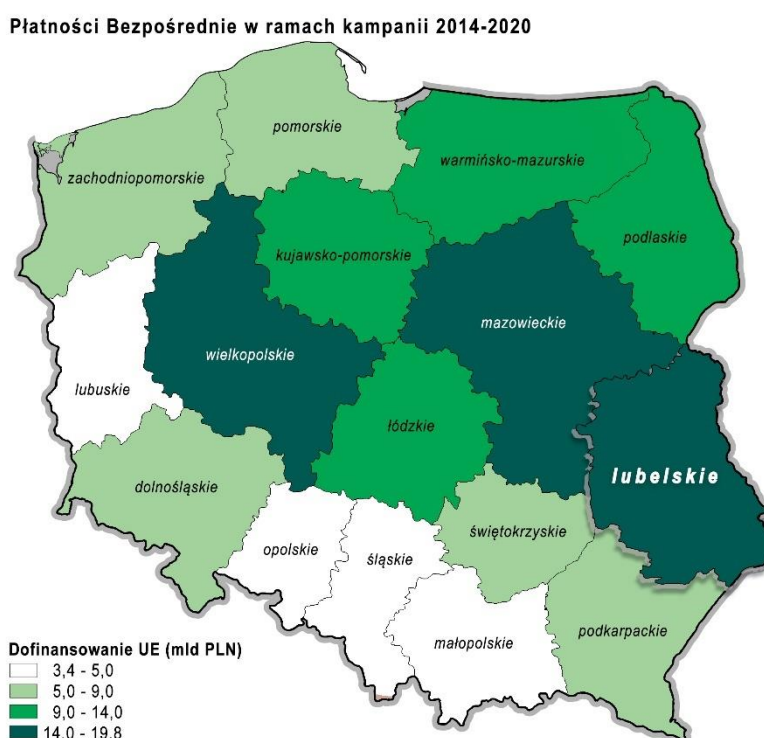 Płatności Bezpośrednie w ramach kampanii 2014-2020
pomorskie
warmińsko-mazurskie
zachodniopomorskie
podlaskie
kujawsko-pomorskie
mazowieckie
wielkopolskie
lubuskie
łódzkie
lubelskie
dolnośląskie
świętokrzyskie
opolskie
śląskie
podkarpackie
małopolskie
Dofinansowanie UE (mld PLN)
3,4 - 5,0
5,0 - 9,0
9,0 - 14,0
14,0 - 19,8